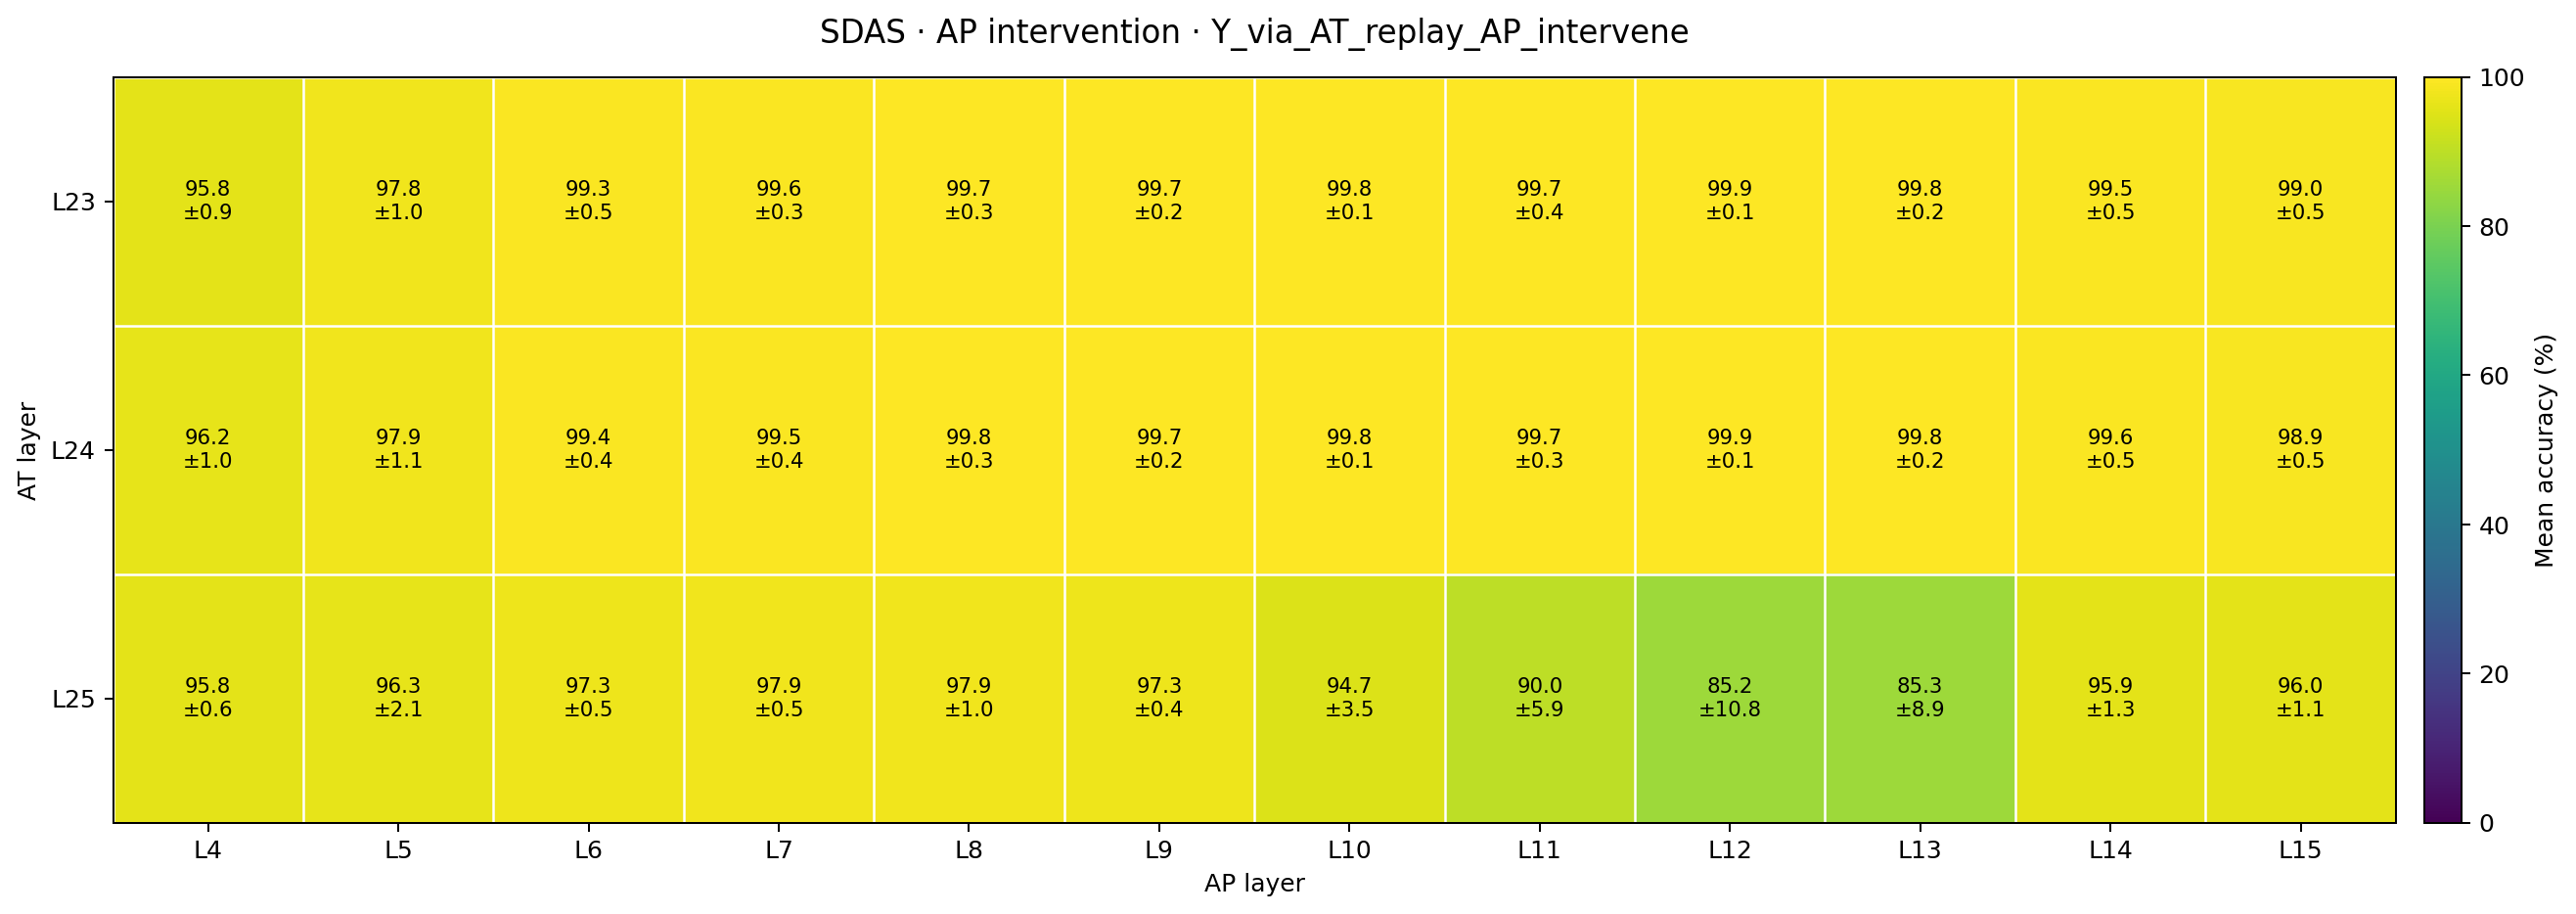 SDAS · AP intervention · Y_via_AT_replay_AP_intervene
L23
95.8 97.8 99.3 99.6 99.7 99.7 99.8 99.7 99.9 99.8 99.5 99.0
±0.9 ±1.0 ±0.5 ±0.3 ±0.3 ±0.2 ±0.1 ±0.4 ±0.1 ±0.2 ±0.5 ±0.5
AT layer
L24
96.2 97.9 99.4 99.5 99.8 99.7 99.8 99.7 99.9 99.8 99.6 98.9
±1.0 ±1.1 ±0.4 ±0.4 ±0.3 ±0.2 ±0.1 ±0.3 ±0.1 ±0.2 ±0.5 ±0.5
L25
95.8 96.3 97.3 97.9 97.9 97.3 94.7 90.0 85.2 85.3 95.9 96.0
±0.6 ±2.1 ±0.5 ±0.5 ±1.0 ±0.4 ±3.5 ±5.9 ±10.8 ±8.9 ±1.3 ±1.1
L4 L5 L6 L7 L8 L9 L10 L11 L12 L13 L14 L15
AP layer
100
80
60
40
20
0
Mean accuracy (%)